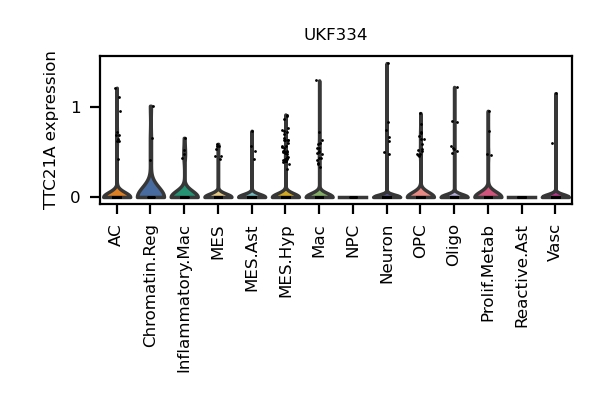 UKF334
TTC21A expression
1
0
AC
Chromatin.Reg
Inflammatory.Mac
MES
MES.Ast
MES.Hyp
Mac
NPC
Neuron
OPC
Oligo
Prolif.Metab
Reactive.Ast
Vasc